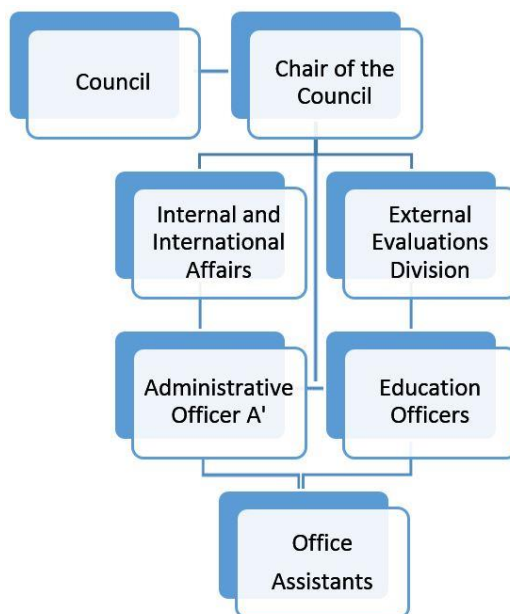 Council
Chair of the
Council
Internal and
International
Affairs
External
Evaluations
Division
Administrative
Officer A'
Education
Officers
Office
Assistants